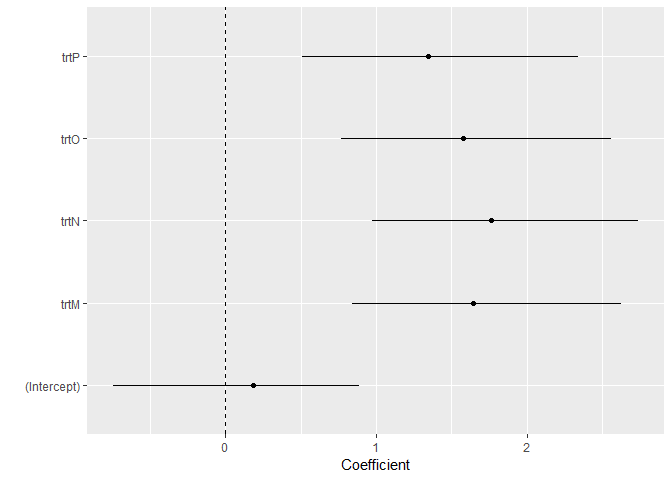 trtP
trtO
trtN
trtM
(Intercept)
0 1 2
Coefficient